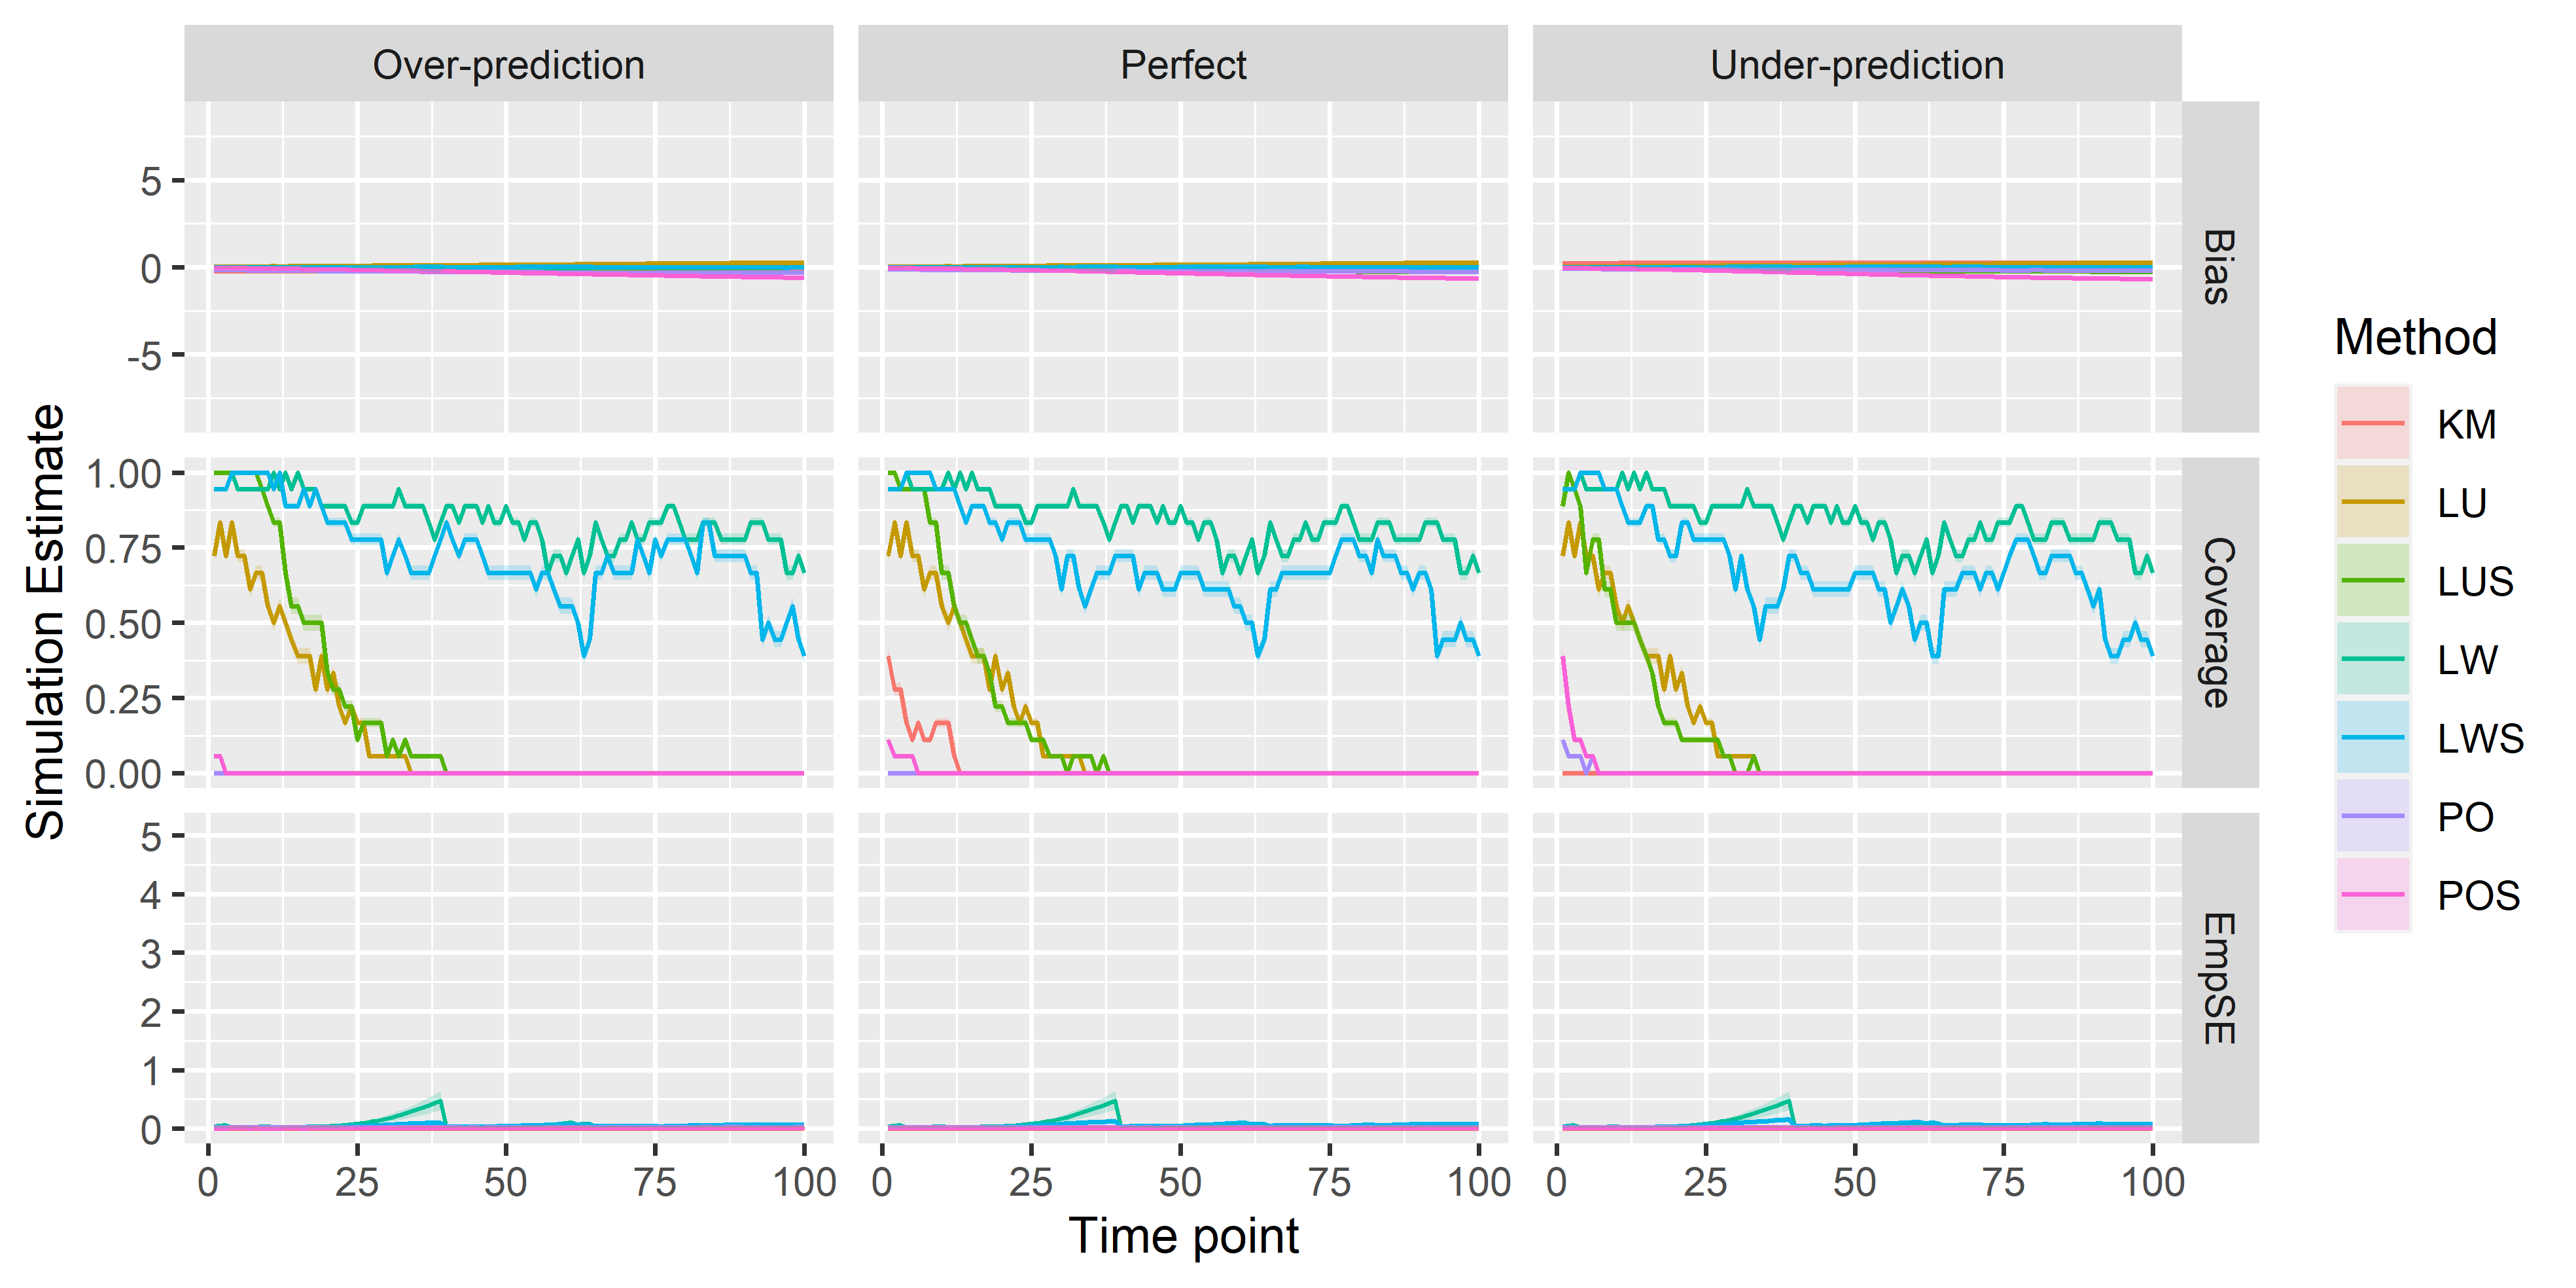 Over-prediction
Perfect
Under-prediction
Simulation Estimate
5
0
-5
Bias
1.00
0.75
0.50
0.25
0.00
Coverage
5
4
3
2
1
0
EmpSE
0 25 50 75 100
0 25 50 75 100
0 25 50 75 100
Time point
Method
KM
LU
LUS
LW
LWS
PO
POS